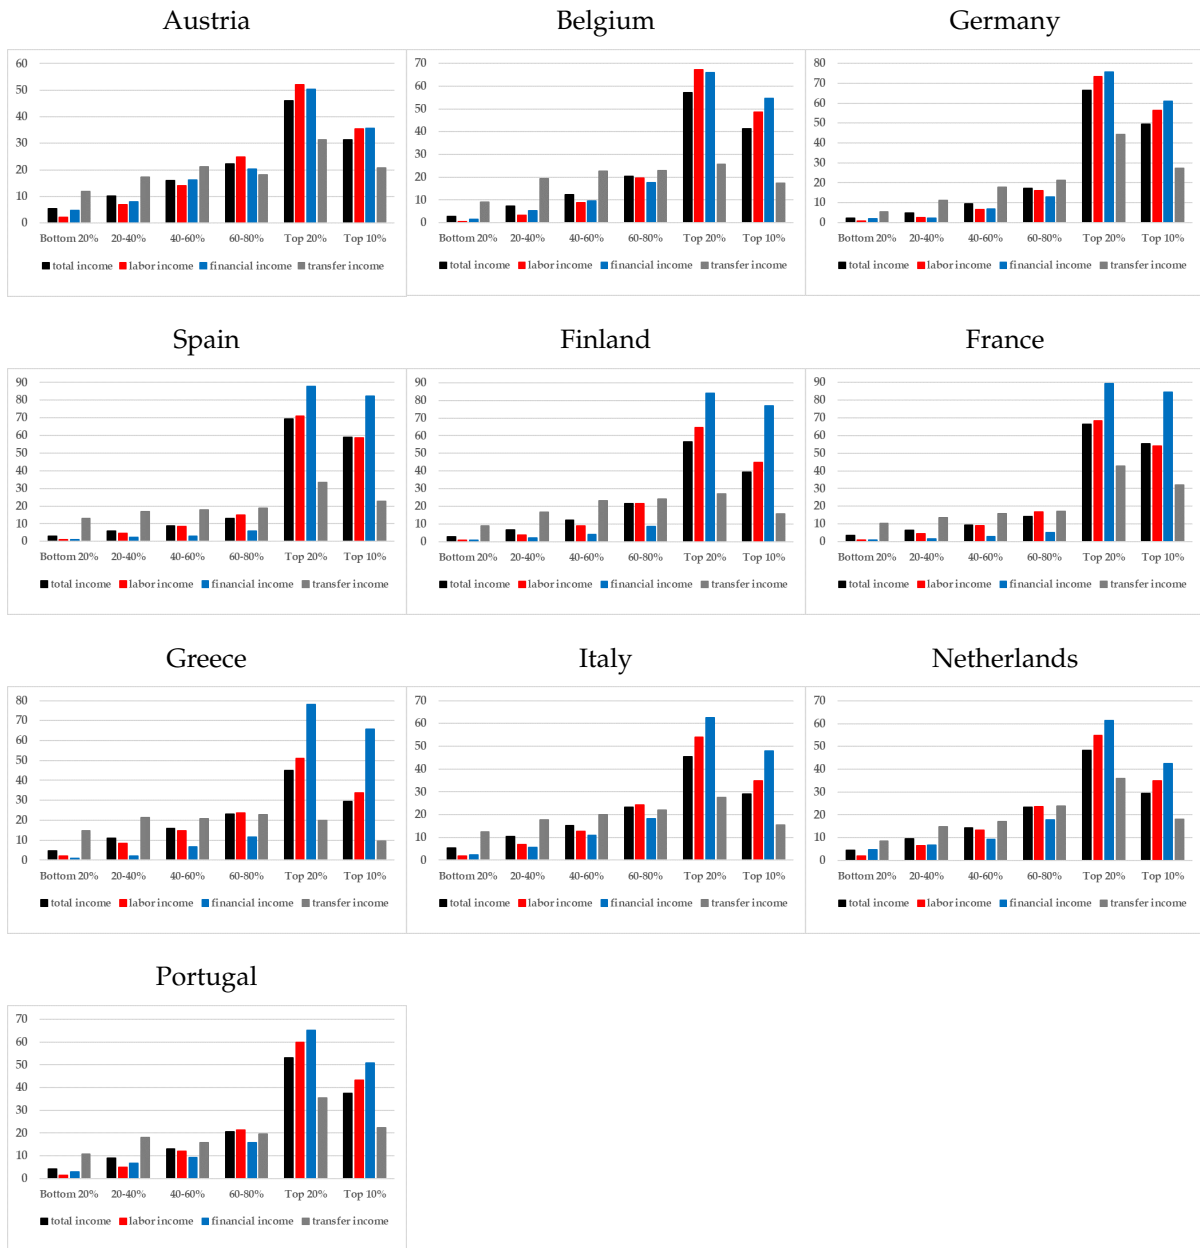 Austria
60
50
40
30
20
10
0
Bottom 20% 20-40% 40-60% 60-80% Top 20% Top 10%
total income labor income financial income transfer income
Belgium
70
60
50
40
30
20
10
0
Bottom 20% 20-40% 40-60% 60-80% Top 20% Top 10%
total income labor income financial income transfer income
Germany
80
70
60
50
40
30
20
10
0
Bottom 20% 20-40% 40-60% 60-80% Top 20% Top 10%
total income labor income financial income transfer income
Spain
90
80
70
60
50
40
30
20
10
0
Bottom 20% 20-40% 40-60% 60-80% Top 20% Top 10%
total income labor income financial income transfer income
Finland
90
80
70
60
50
40
30
20
10
0
Bottom 20% 20-40% 40-60% 60-80% Top 20% Top 10%
total income labor income financial income transfer income
France
90
80
70
60
50
40
30
20
10
0
Bottom 20% 20-40% 40-60% 60-80% Top 20% Top 10%
total income labor income financial income transfer income
Greece
80
70
60
50
40
30
20
10
0
Bottom 20% 20-40% 40-60% 60-80% Top 20% Top 10%
total income labor income financial income transfer income
Italy
70
60
50
40
30
20
10
0
Bottom 20% 20-40% 40-60% 60-80% Top 20% Top 10%
total income labor income financial income transfer income
Netherlands
70
60
50
40
30
20
10
0
Bottom 20% 20-40% 40-60% 60-80% Top 20% Top 10%
total income labor income financial income transfer income
Portugal
70
60
50
40
30
20
10
0
Bottom 20% 20-40% 40-60% 60-80% Top 20% Top 10%
total income labor income financial income transfer income